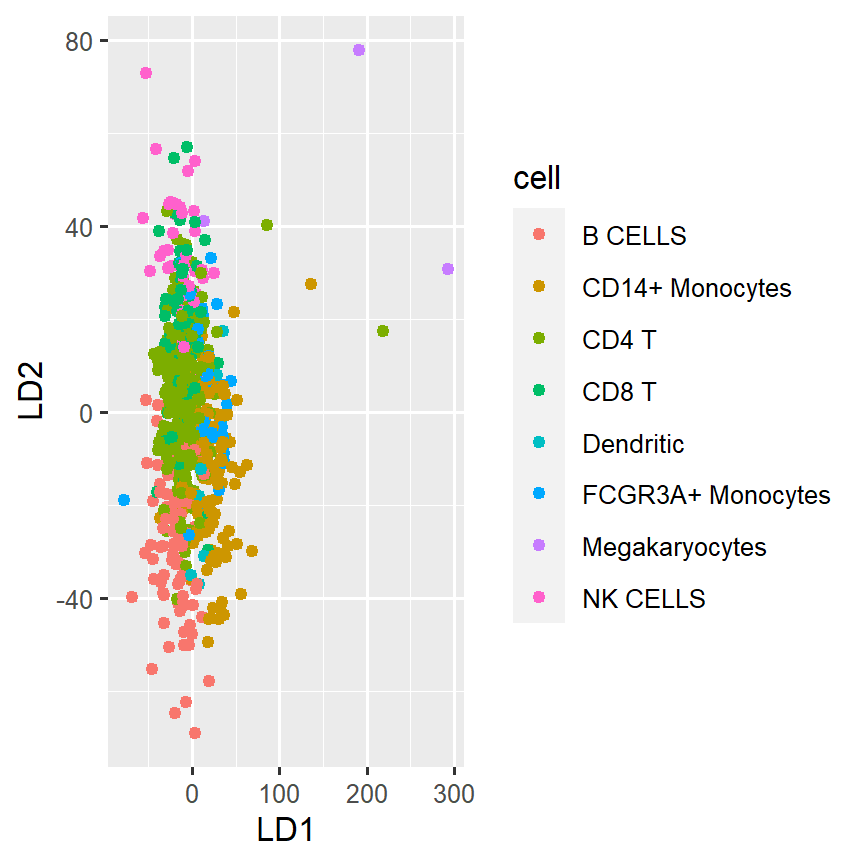 80
40
0
-40
LD2
0 100 200 300
LD1
cell
B CELLS
CD14+ Monocytes
CD4 T
CD8 T
Dendritic
FCGR3A+ Monocytes
Megakaryocytes
NK CELLS